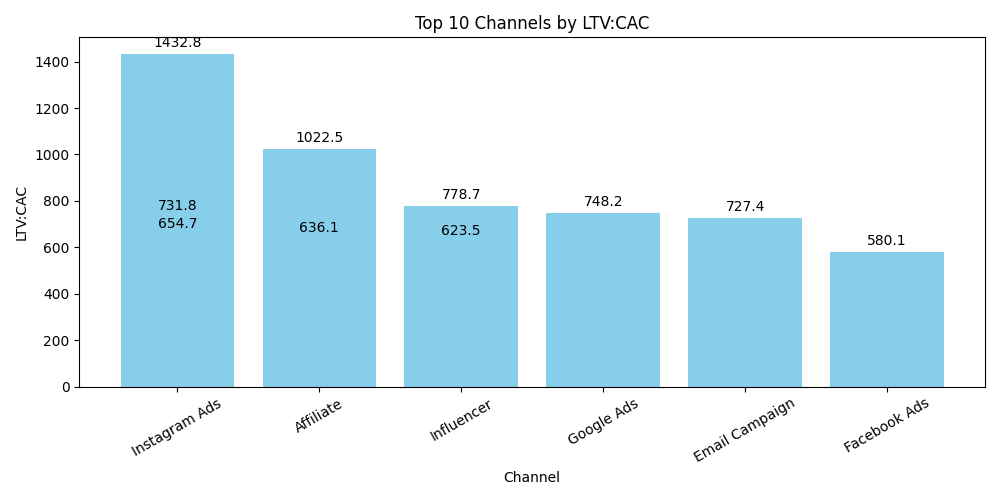 Top 10 Channels by LTV:CAC
LTV:CAC
1400
1200
1000
800
600
400
200
0
1432.8
731.8
654.7
1022.5
636.1
778.7
623.5
748.2
727.4
580.1
Instagram Ads
Affiliate
Influencer
Google Ads
Email Campaign
Facebook Ads
Channel